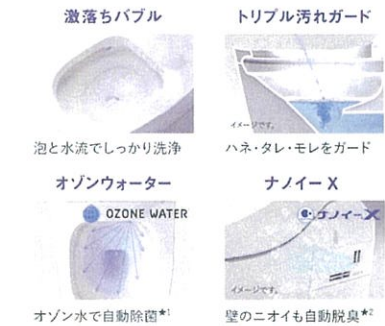 激落ちバブル
トリプル汚れガード
イメージです。
泡と水流でしっかり洗浄
ハネ・タレ・モレをガード
オゾンウォーター
ナノイー X
OZONE WATER
ナノイーX
イメージです。
オゾン水で自動除菌★1
壁のニオイも自動脱臭★2